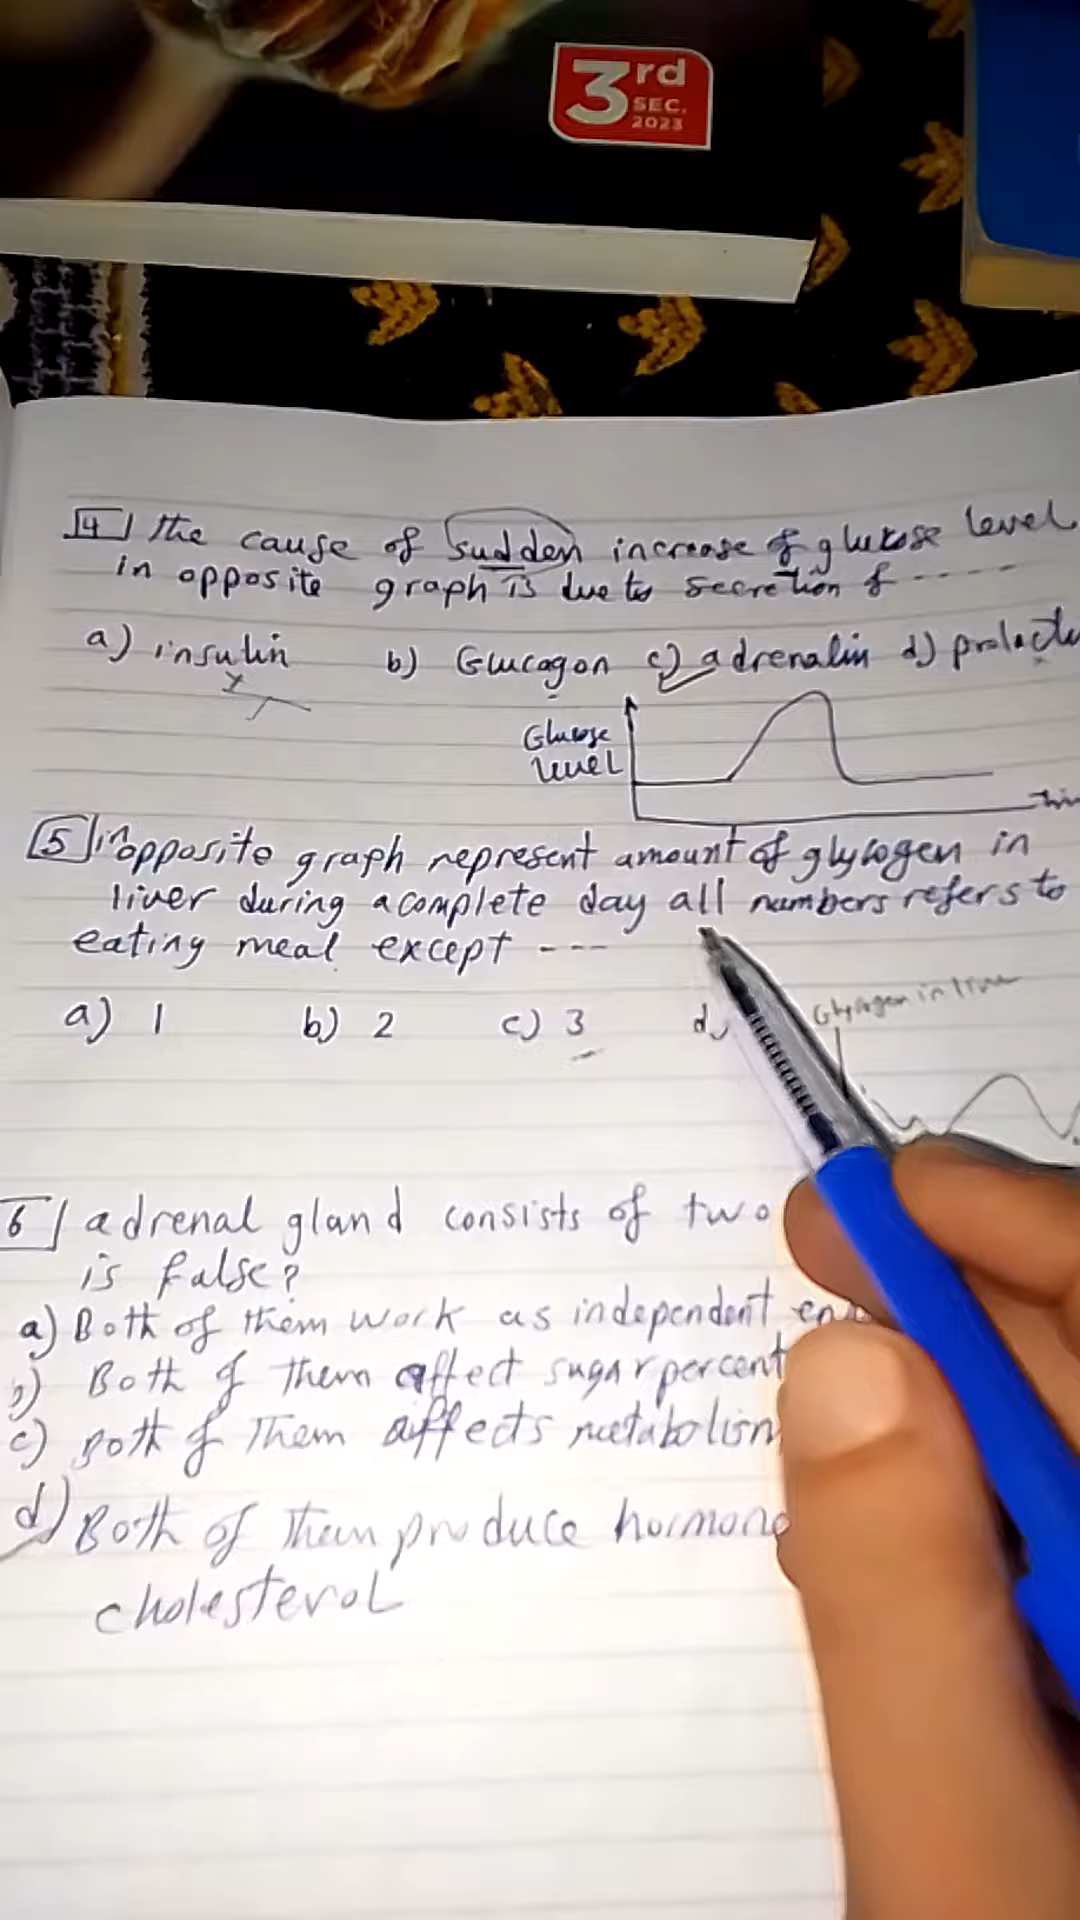 3rd
SEC.
2023
4 the cause of sudden increase of glukose level
in opposite graph is due to secretion of ------
a) insulin b) Glucagon c) adrenalin d)
Glucose
level
5 in opposite graph represent amount of glycogen in
liver during a complete day all numbers refers to
eating meal except ----
a) 1 b) 2 c) 3 d)
Glycogen in liver
6 adrenal gland consists of two
is false?
a) Both of them work as independent
b) Both of them affect sugar percent
c) Both of them affects metabolism
d) Both of them produce hormone
cholesterol